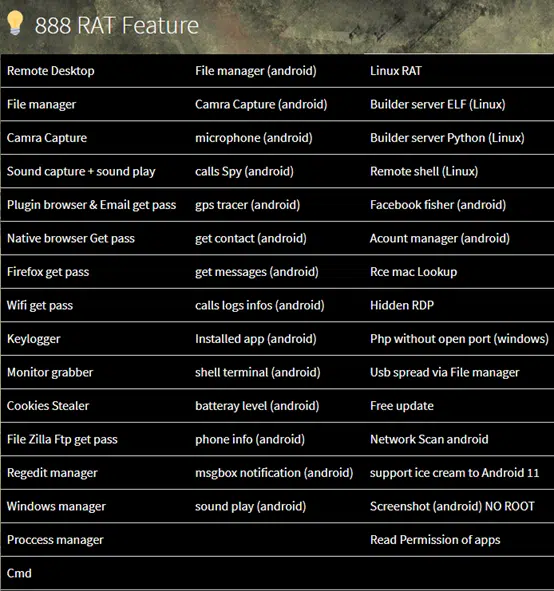 888 RAT Feature
Remote Desktop File manager (android) Linux RAT
File manager Camra Capture (android) Builder server ELF (Linux)
Camra Capture microphone (android) Builder server Python (Linux)
Sound capture + sound play calls Spy (android) Remote shell (Linux)
Plugin browser & Email get pass gps tracer (android) Facebook fisher (android)
Native browser Get pass get contact (android) Acount manager (android)
Firefox get pass get messages (android) Rce mac Lookup
Wifi get pass calls logs infos (android) Hidden RDP
Keylogger Installed app (android) Php without open port (windows)
Monitor grabber shell terminal (android) Usb spread via File manager
Cookies Stealer batteray level (android) Free update
File Zilla Ftp get pass phone info (android) Network Scan android
Regedit manager msgbox notification (android) support ice cream to Android 11
Windows manager sound play (android) Screenshot (android) NO ROOT
Proccess manager Read Permission of apps
Cmd